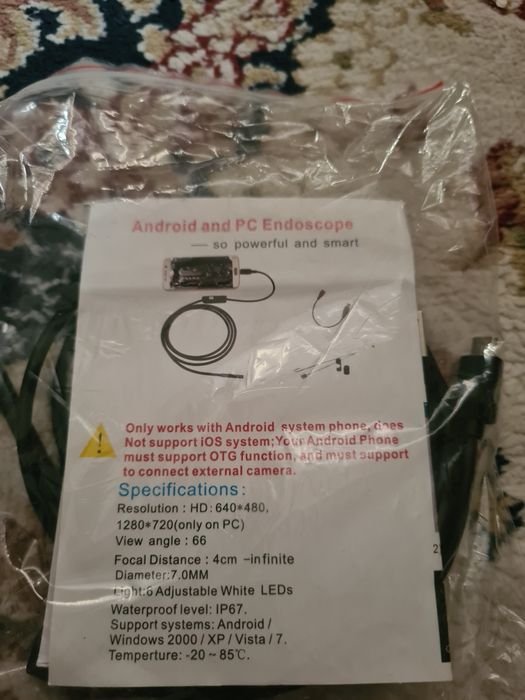 Android and PC Endoscope
— so powerful and smart
Only works with Android system phone, does
Not support iOS system;Your Android Phone
must support OTG function, and must support
to connect external camera.
Specifications:
Resolution : HD : 640*480,
1280*720(only on PC)
View angle : 66
Focal Distance : 4cm -infinite
Diameter:7.0MM
Light:6 Adjustable White LEDs
Waterproof level: IP67.
Support systems: Android /
Windows 2000 / XP / Vista / 7.
Temperture: -20 ~ 85℃.
2